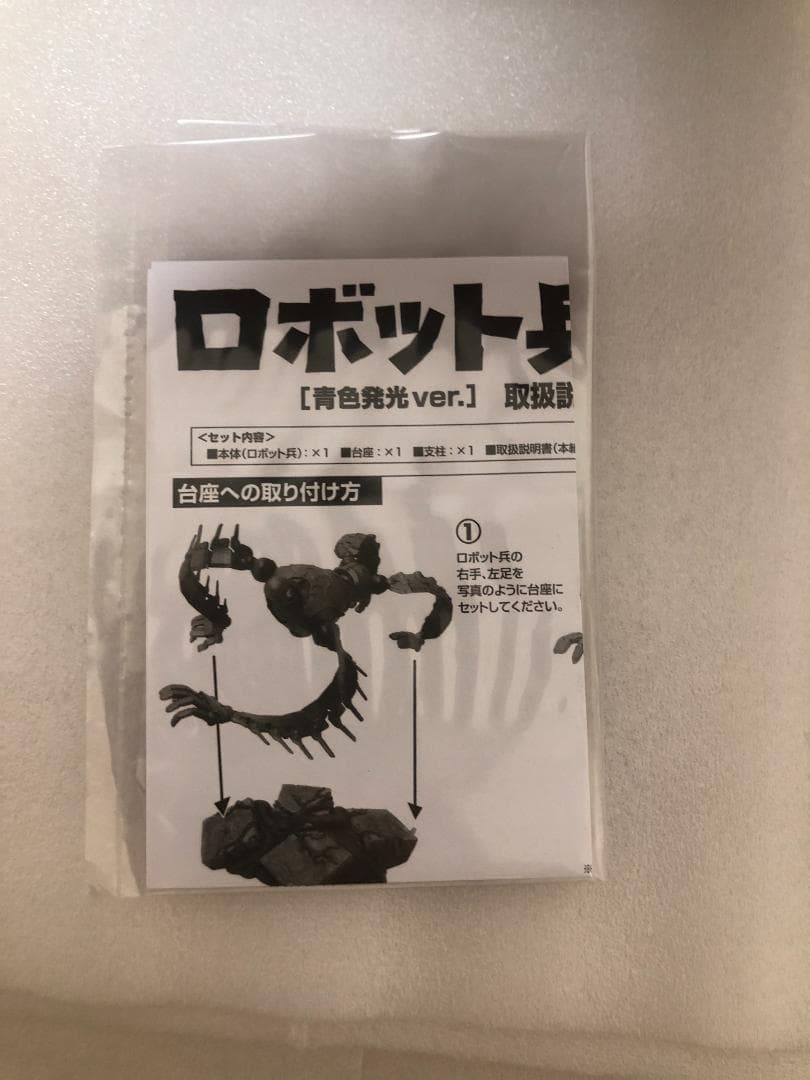 ロボット兵
[青色発光ver.] 取扱説
<セット内容>
■本体(ロボット兵):×1 ■台座:×1 ■支柱:×1 ■取扱説明書(本紙
台座への取り付け方
①
ロボット兵の
右手、左足を
写真のように台座に
セットしてください。
※